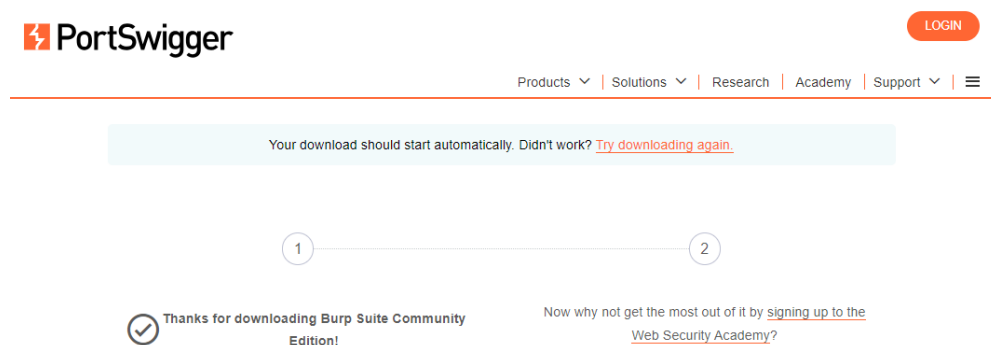 PortSwigger
LOGIN
Products
Solutions
Research
Academy
Support
Your download should start automatically. Didn't work? Try downloading again.
1
2
Thanks for downloading Burp Suite Community
Edition!
Now why not get the most out of it by signing up to the
Web Security Academy?